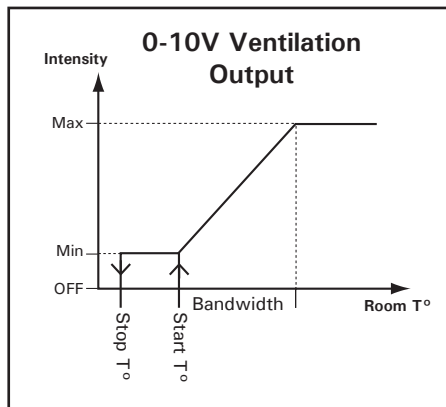 0-10V Ventilation
Output
Intensity
Max
Min
OFF
Bandwidth
Room T°
Stop T°
Start T°